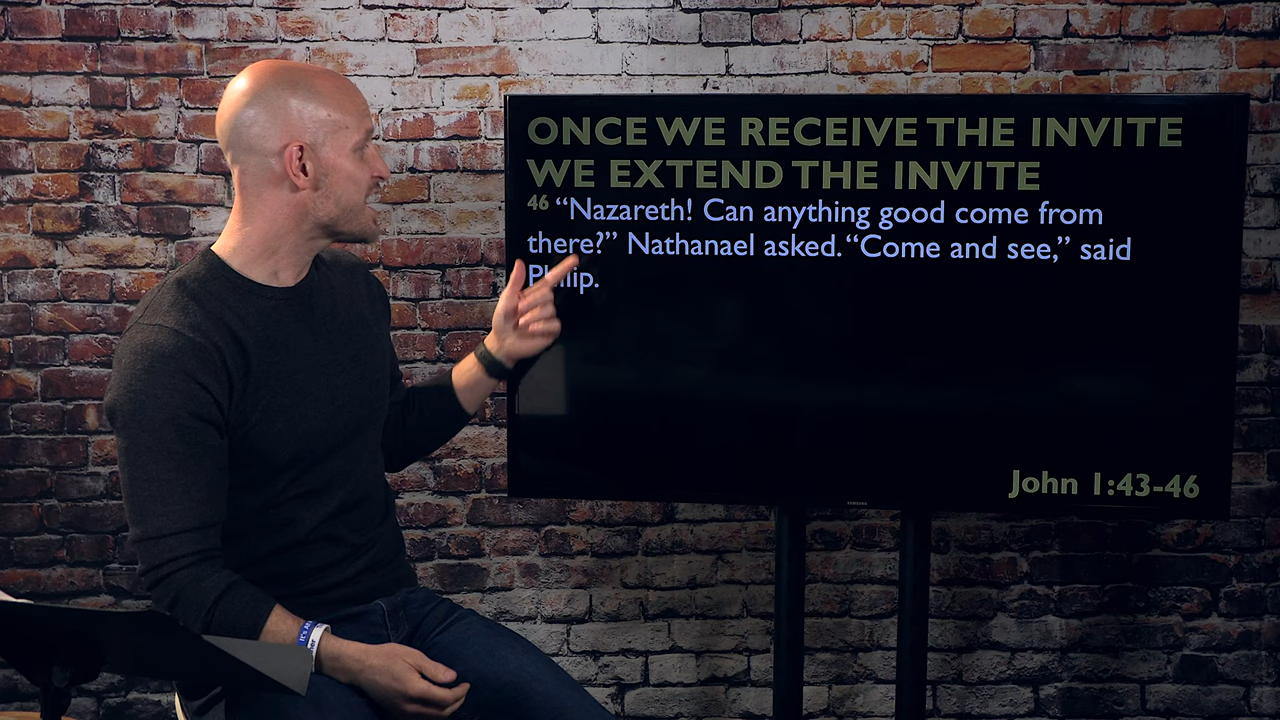 ONCE WE RECEIVE THE INVITE
WE EXTEND THE INVITE
46 “Nazareth! Can anything good come from
there?” Nathanael asked. “Come and see,” said
Philip.
John 1:43-46
SAMSUNG